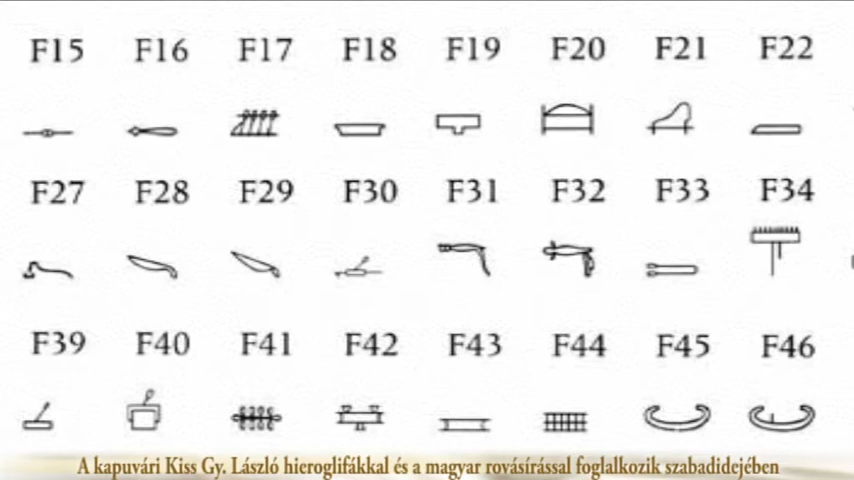 F15 F16 F17 F18 F19 F20 F21 F22
F27 F28 F29 F30 F31 F32 F33 F34
F39 F40 F41 F42 F43 F44 F45 F46
A kapuvári Kiss Gy. László hieroglifákkal és a magyar rovásírással foglalkozik szabadidejében